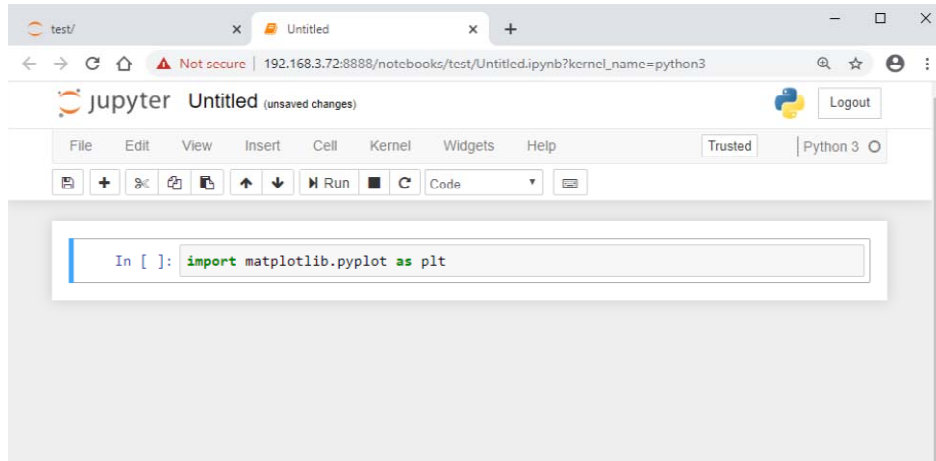 test/
Untitled
Not secure | 192.168.3.72:8888/notebooks/test/Untitled.ipynb?kernel_name=python3
jupyter Untitled (unsaved changes)
Logout
File Edit View Insert Cell Kernel Widgets Help
Trusted
Python 3
Run
Code
In [ ]: import matplotlib.pyplot as plt